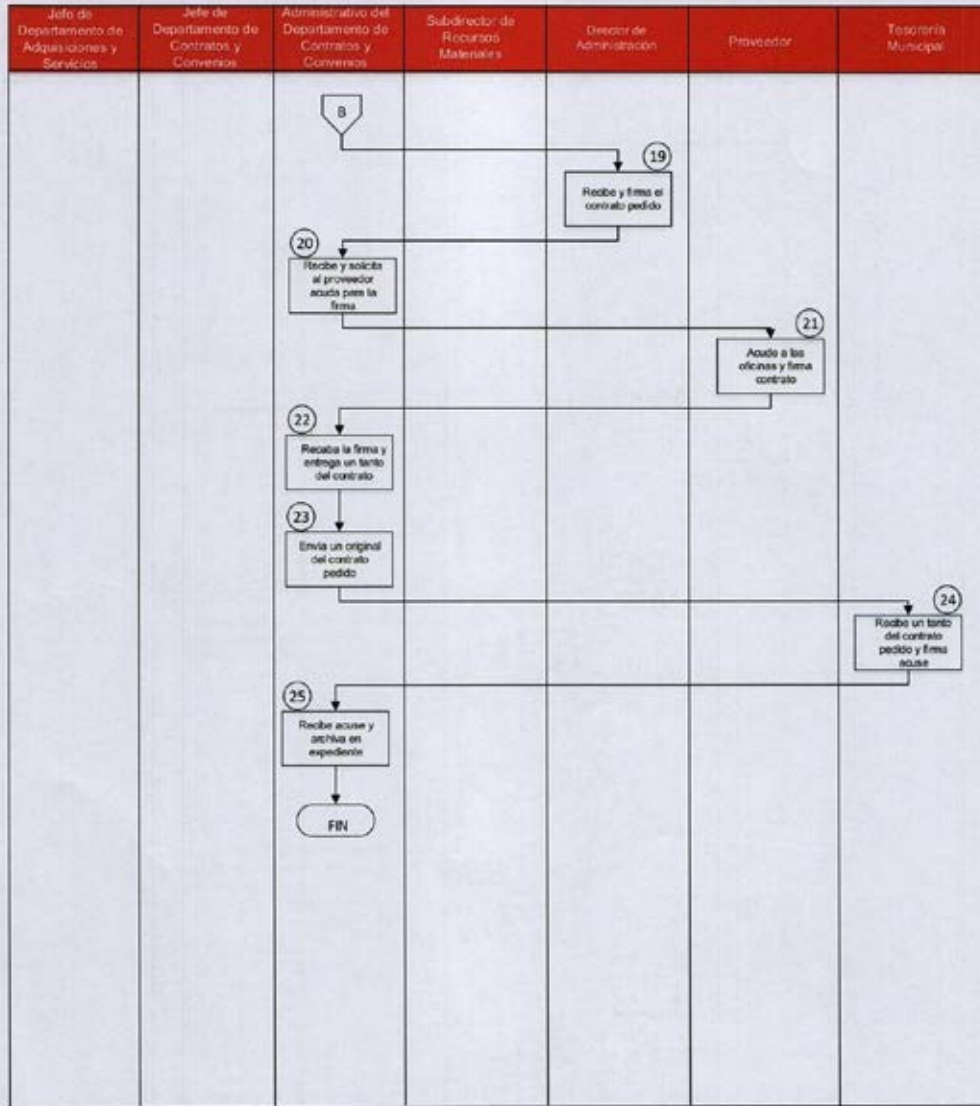 Jefe de
Departamento de
Adquisiciones y
Servicios
Jefe de
Departamento de
Contratos y
Convenios
Administrativo del
Departamento de
Contratos y
Convenios
Subdirector de
Recursos
Materiales
Director de
Administración
Proveedor
Tesorería
Municipal
B
19
Recibe y firma el
contrato pedido
20
Recibe y solicita
al proveedor
acuda para la
firma
21
Acude a las
oficinas y firma
contrato
22
Recaba la firma y
entrega un tanto
del contrato
23
Envía un original
del contrato
pedido
24
Recibe un tanto
del contrato
pedido y firma
acuse
25
Recibe acuse y
archiva en
expediente
FIN